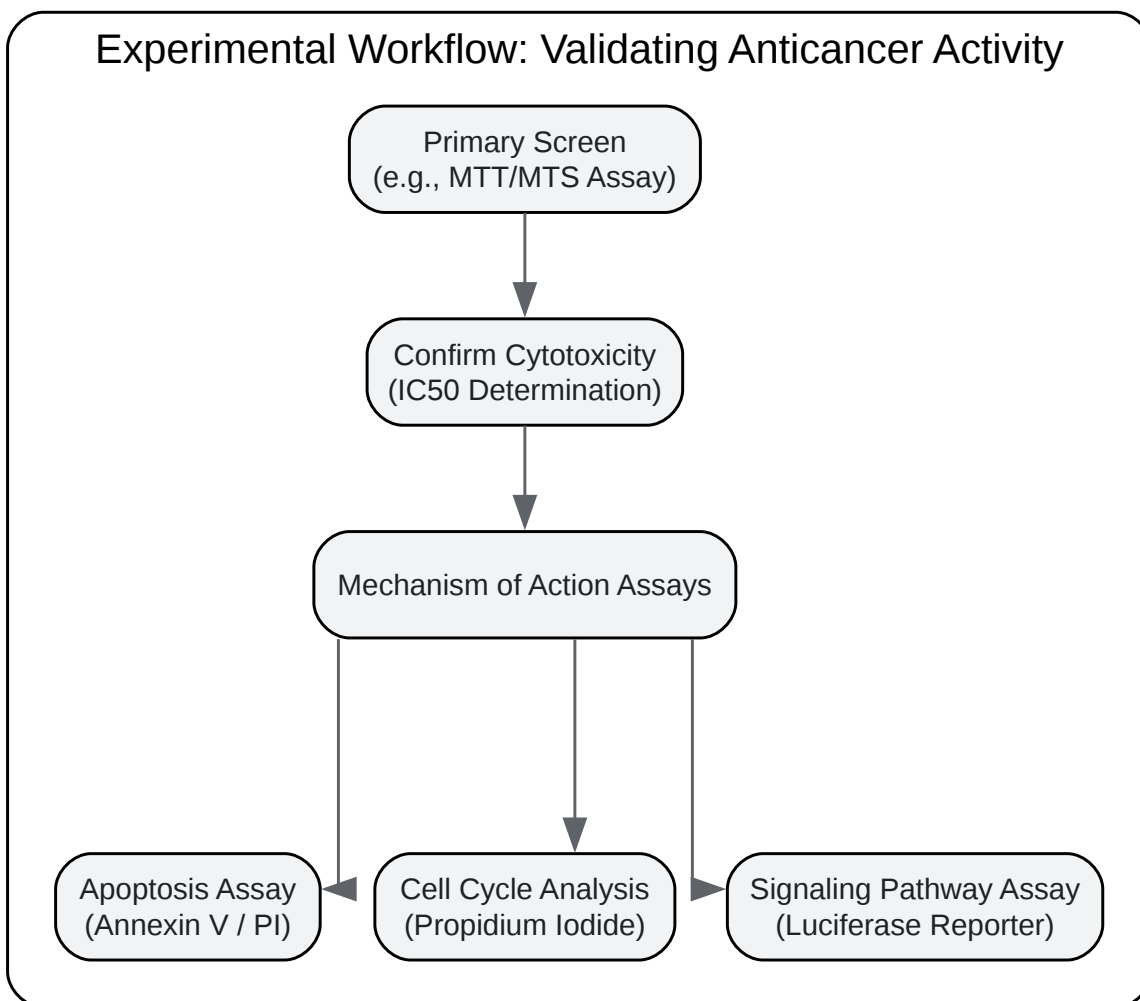 Experimental Workflow: Validating Anticancer Activity
Primary Screen
(e.g., MTT/MTS Assay)
Confirm Cytotoxicity
(IC50 Determination)
Mechanism of Action Assays
Apoptosis Assay
(Annexin V / PI)
Cell Cycle Analysis
(Propidium Iodide)
Signaling Pathway Assay
(Luciferase Reporter)